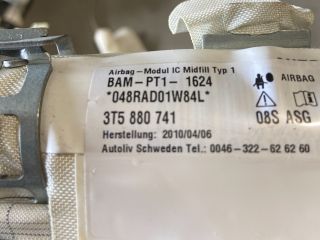 Airbag-Modul IC Midfill Typ 1
BAM-PT1- 1624
*048RAD01W84L*
AIRBAG
3T5 880 741
08S ASG
Herstellung: 2010/04/06
Autoliv Schweden Tel.: 0046-322-62 62 60